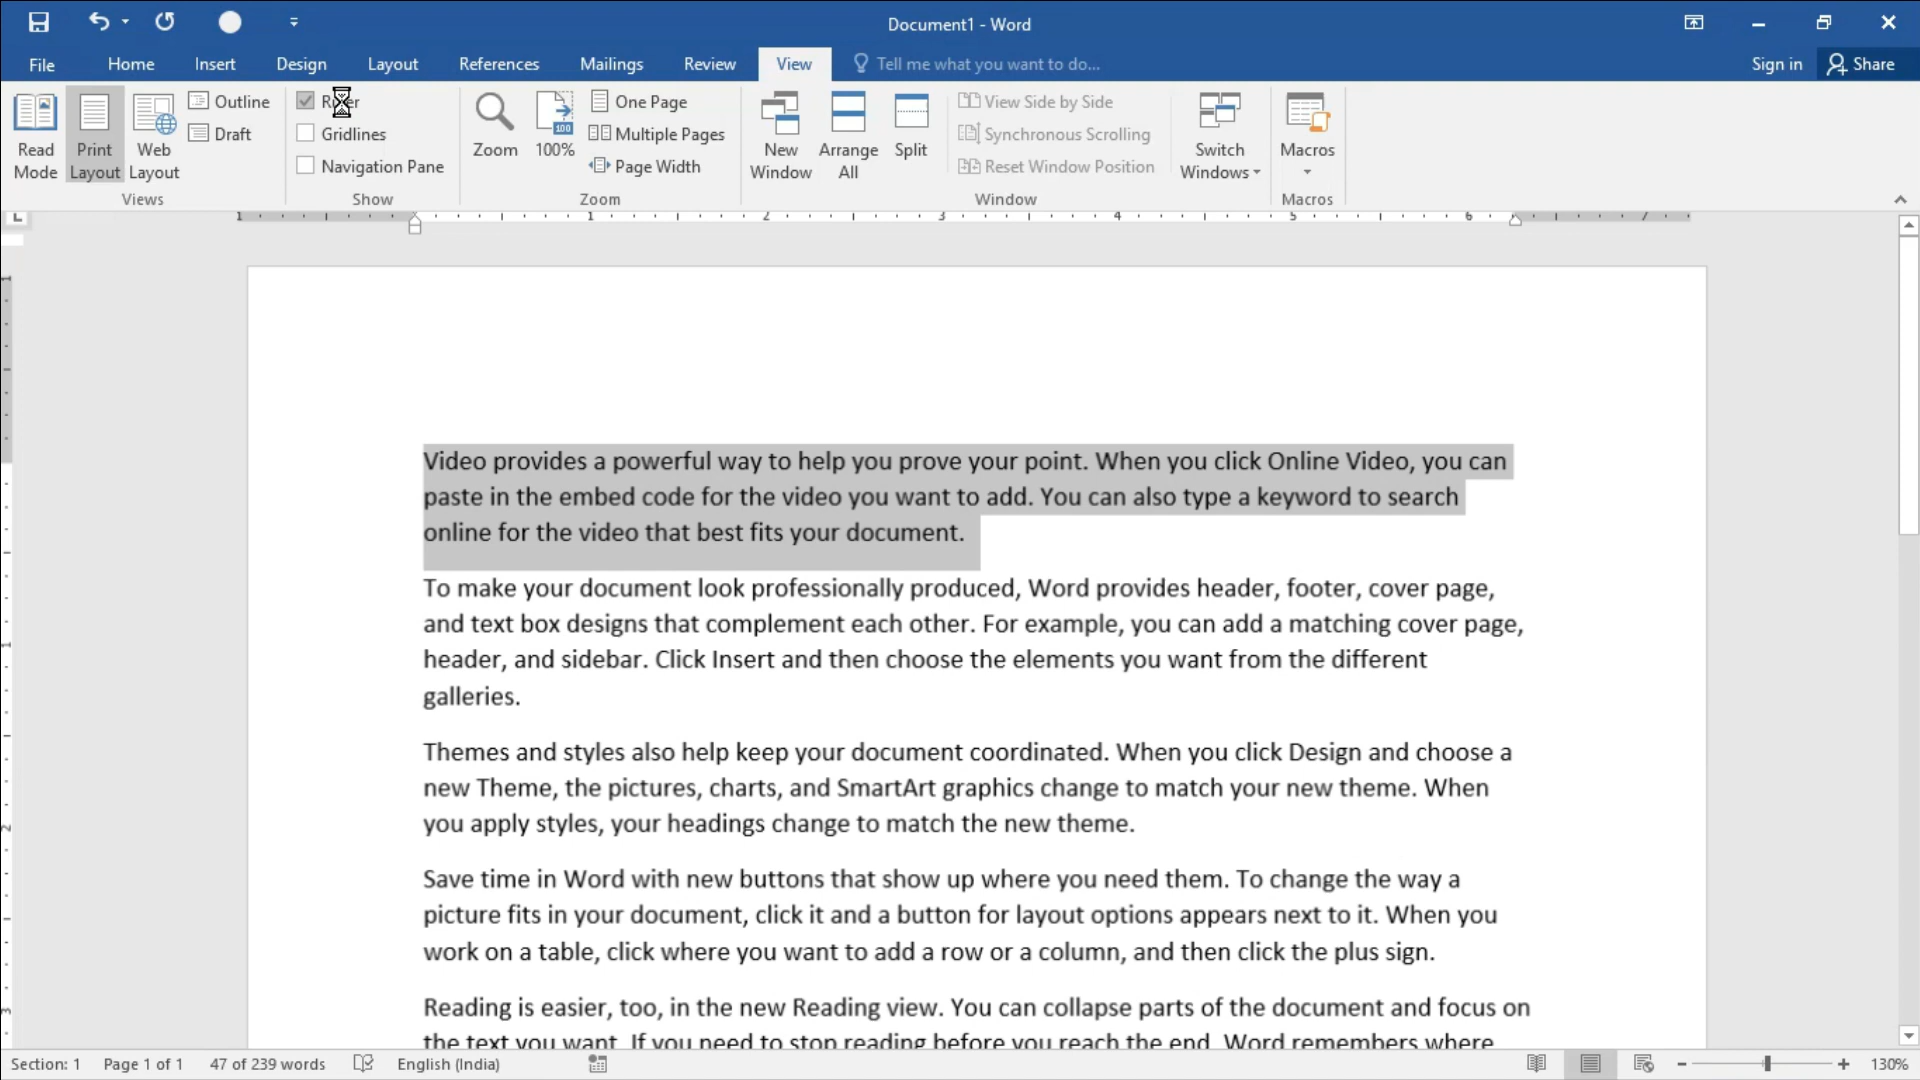 Document1 - Word
File Home Insert Design Layout References Mailings Review View Tell me what you want to do... Sign in Share
Read Mode
Print Layout
Web Layout
Outline
Draft
Views
Gridlines
Navigation Pane
Show
Zoom
100%
One Page
Multiple Pages
Page Width
Zoom
New Window
Arrange All
Split
View Side by Side
Synchronous Scrolling
Reset Window Position
Switch Windows
Window
Macros
Macros
1 1 2 3 4 5 6 7
Video provides a powerful way to help you prove your point. When you click Online Video, you can
paste in the embed code for the video you want to add. You can also type a keyword to search
online for the video that best fits your document.
To make your document look professionally produced, Word provides header, footer, cover page,
and text box designs that complement each other. For example, you can add a matching cover page,
header, and sidebar. Click Insert and then choose the elements you want from the different
galleries.
Themes and styles also help keep your document coordinated. When you click Design and choose a
new Theme, the pictures, charts, and SmartArt graphics change to match your new theme. When
you apply styles, your headings change to match the new theme.
Save time in Word with new buttons that show up where you need them. To change the way a
picture fits in your document, click it and a button for layout options appears next to it. When you
work on a table, click where you want to add a row or a column, and then click the plus sign.
Reading is easier, too, in the new Reading view. You can collapse parts of the document and focus on
the text you want. If you need to stop reading before you reach the end, Word remembers where
Section: 1 Page 1 of 1 47 of 239 words English (India) 130%